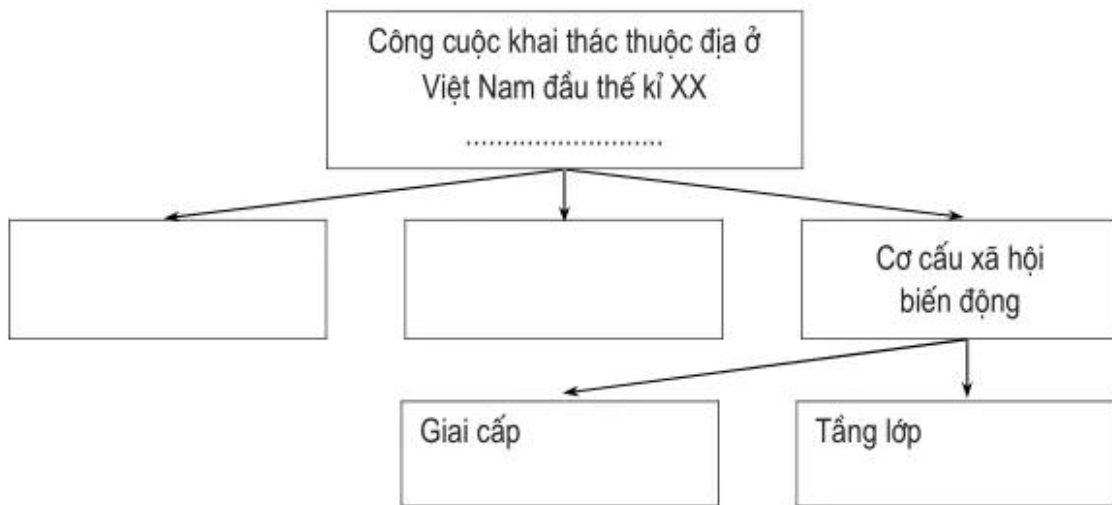 Công cuộc khai thác thuộc địa ở
Việt Nam đầu thế kỉ XX
..........................
Cơ cấu xã hội
biến động
Giai cấp
Tầng lớp